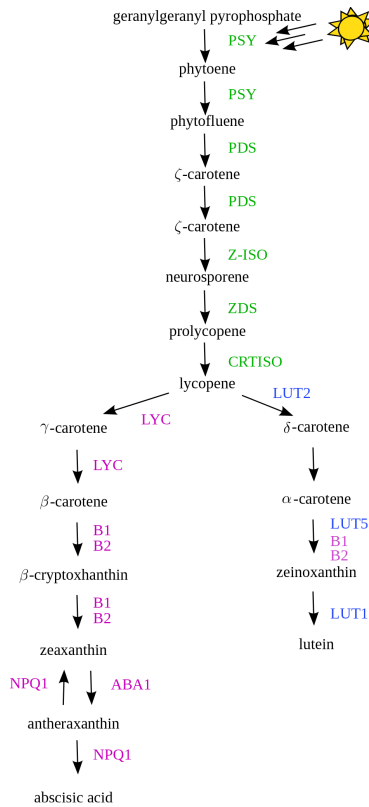 geranylgeranyl pyrophosphate
PSY
phytoene
PSY
phytofluene
PDS
ζ-carotene
PDS
ζ-carotene
Z-ISO
neurosporene
ZDS
prolycopene
CRTISO
lycopene
LUT2
LYC
γ-carotene
δ-carotene
LYC
β-carotene
α-carotene
B1
B2
LUT5
B1
B2
β-cryptoxhanthin
zeinoxanthin
B1
B2
LUT1
zeaxanthin
lutein
NPQ1
ABA1
antheraxanthin
NPQ1
abscisic acid